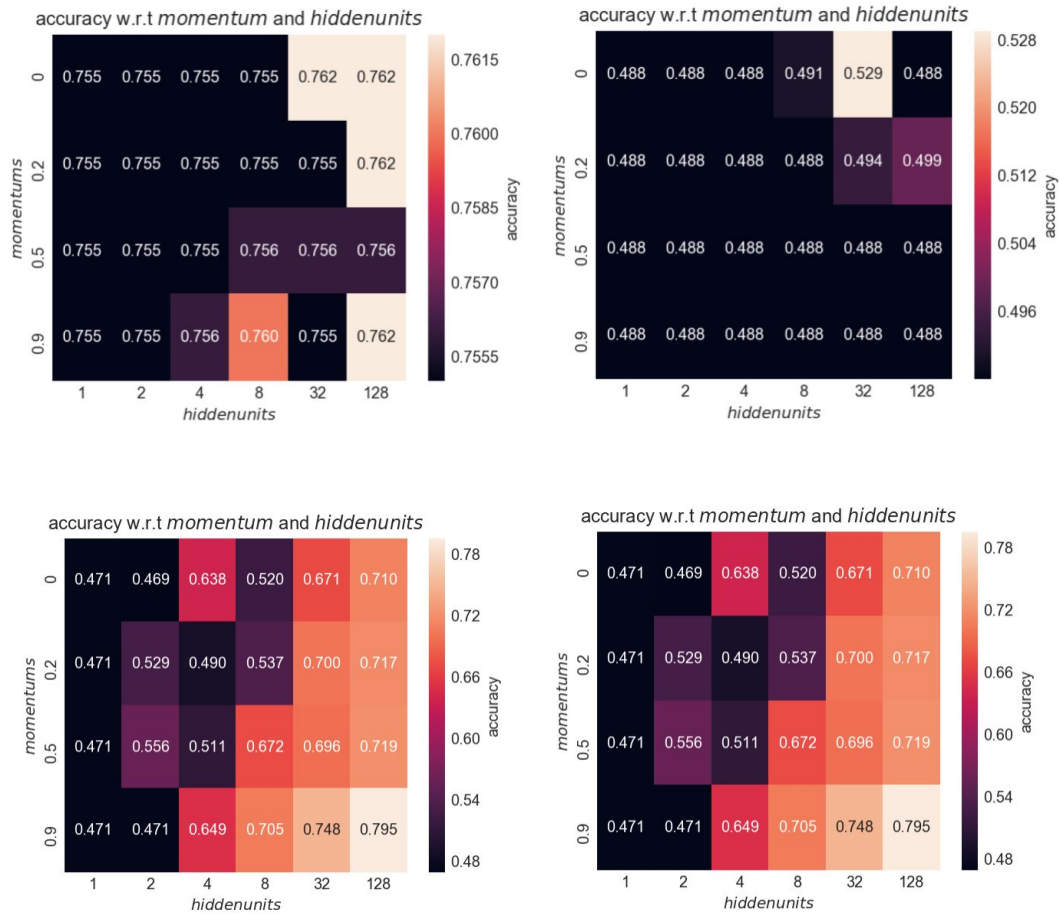 accuracy w.r.t momentum and hiddenunits
0 0.755 0.755 0.755 0.755 0.762 0.762
0.2 0.755 0.755 0.755 0.755 0.755 0.762
0.5 0.755 0.755 0.755 0.756 0.756 0.756
0.9 0.755 0.755 0.756 0.760 0.755 0.762
momentums
1 2 4 8 32 128
hiddenunits
0.7615
0.7600
0.7585
0.7570
0.7555
accuracy
accuracy w.r.t momentum and hiddenunits
0 0.488 0.488 0.488 0.491 0.529 0.488
0.2 0.488 0.488 0.488 0.488 0.494 0.499
0.5 0.488 0.488 0.488 0.488 0.488 0.488
0.9 0.488 0.488 0.488 0.488 0.488 0.488
momentums
1 2 4 8 32 128
hiddenunits
0.528
0.520
0.512
0.504
0.496
accuracy
accuracy w.r.t momentum and hiddenunits
0 0.471 0.469 0.638 0.520 0.671 0.710
0.2 0.471 0.529 0.490 0.537 0.700 0.717
0.5 0.471 0.556 0.511 0.672 0.696 0.719
0.9 0.471 0.471 0.649 0.705 0.748 0.795
momentums
1 2 4 8 32 128
hiddenunits
0.78
0.72
0.66
0.60
0.54
0.48
accuracy
accuracy w.r.t momentum and hiddenunits
0 0.471 0.469 0.638 0.520 0.671 0.710
0.2 0.471 0.529 0.490 0.537 0.700 0.717
0.5 0.471 0.556 0.511 0.672 0.696 0.719
0.9 0.471 0.471 0.649 0.705 0.748 0.795
momentums
1 2 4 8 32 128
hiddenunits
0.78
0.72
0.66
0.60
0.54
0.48
accuracy